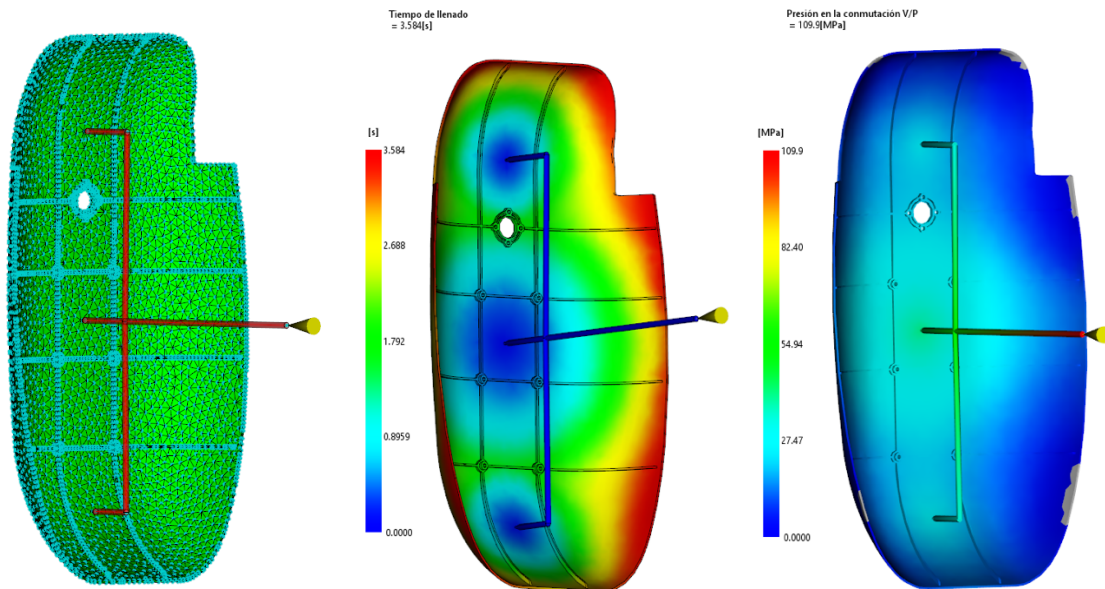 Tiempo de llenado
= 3.584[s]
[s]
3.584
2.688
1.792
0.8959
0.0000
Presión en la conmutación V/P
= 109.9[MPa]
[MPa]
109.9
82.40
54.94
27.47
0.0000